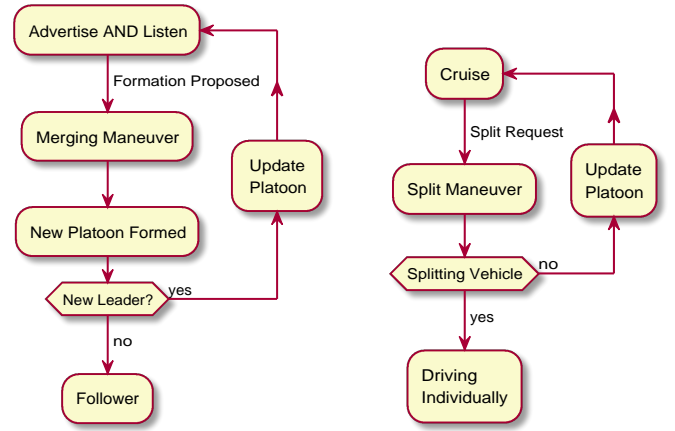 Advertise AND Listen
Formation Proposed
Merging Maneuver
Update
Platoon
New Platoon Formed
New Leader?
yes
no
Follower
Cruise
Split Request
Split Maneuver
Update
Platoon
Splitting Vehicle
no
yes
Driving
Individually